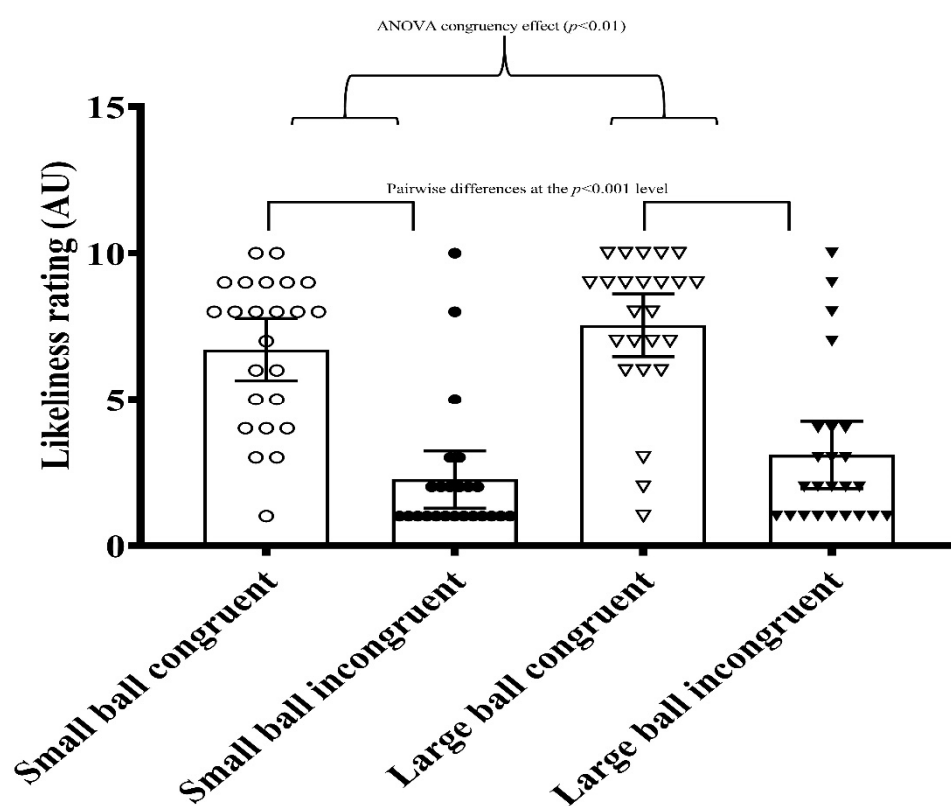 ANOVA congruency effect (p<0.01)
15
Pairwise differences at the p<0.001 level
10
5
0
Likeliness rating (AU)
Small ball congruent
Small ball incongruent
Large ball congruent
Large ball incongruent